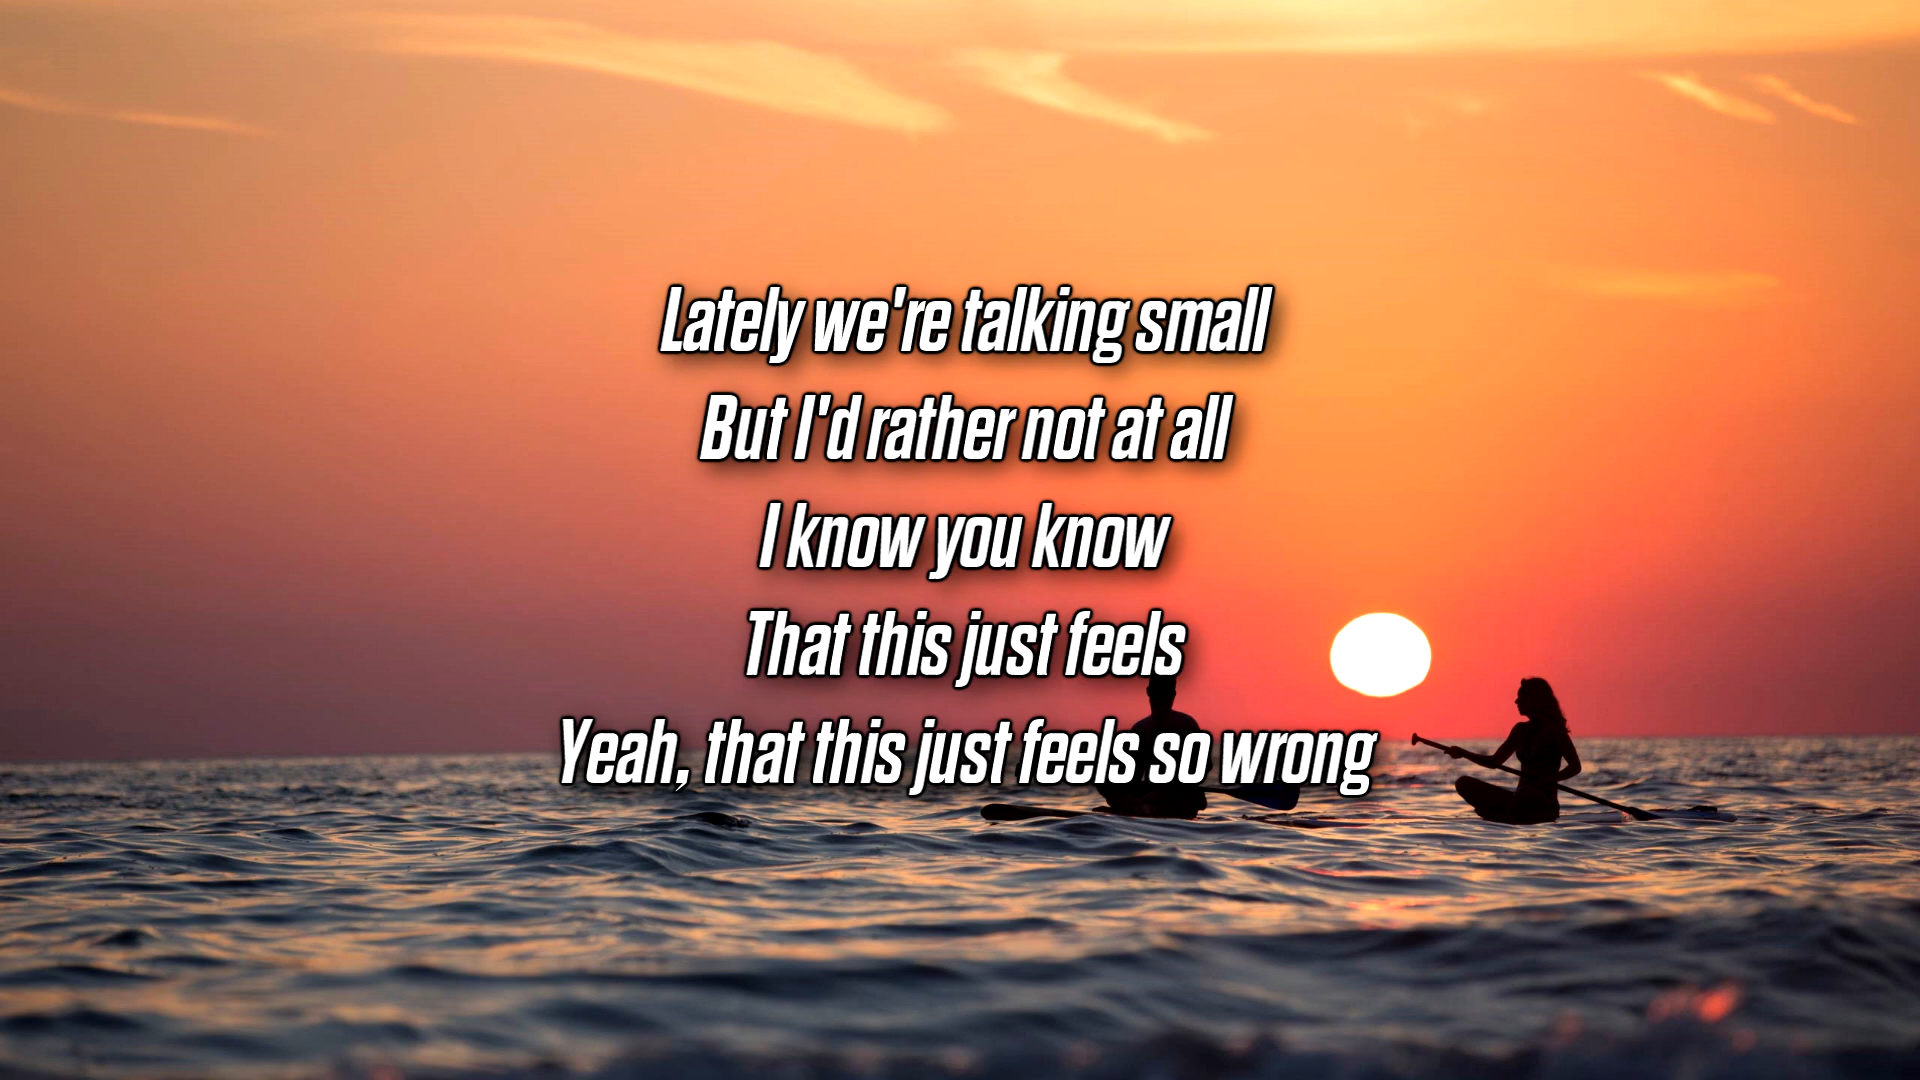 Lately we're talking small
But I'd rather not at all
I know you know
That this just feels
Yeah, that this just feels so wrong